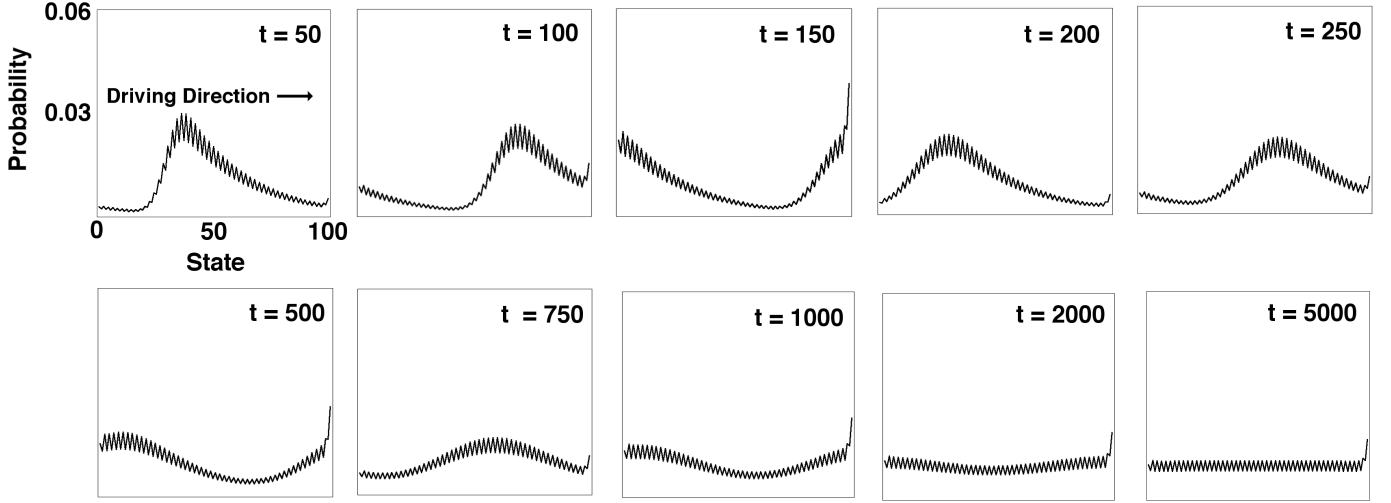 0.06
t = 50
t = 100
t = 150
t = 200
t = 250
Probability
Driving Direction
0.03
0 50 100
State
t = 500
t = 750
t = 1000
t = 2000
t = 5000